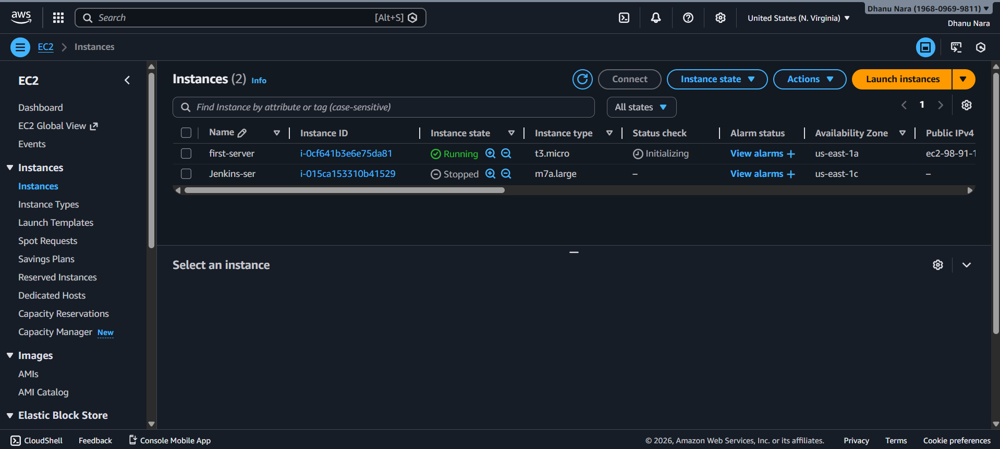 aws
Search [Alt+S]
United States (N. Virginia)
Dhanu Nara (1968-0969-9811)
Dhanu Nara
EC2 Instances
EC2
Dashboard
EC2 Global View
Events
Instances
Instances
Instance Types
Launch Templates
Spot Requests
Savings Plans
Reserved Instances
Dedicated Hosts
Capacity Reservations
Capacity Manager New
Images
AMIs
AMI Catalog
Elastic Block Store
Instances (2) Info
Connect Instance state Actions Launch instances
Find Instance by attribute or tag (case-sensitive) All states 1
Name Instance ID Instance state Instance type Status check Alarm status Availability Zone Public IPv4
first-server i-0cf641b3e6e75da81 Running t3.micro Initializing View alarms + us-east-1a ec2-98-91-1
Jenkins-ser i-015ca153310b41529 Stopped m7a.large – View alarms + us-east-1c –
Select an instance
CloudShell Feedback Console Mobile App © 2026, Amazon Web Services, Inc. or its affiliates. Privacy Terms Cookie preferences